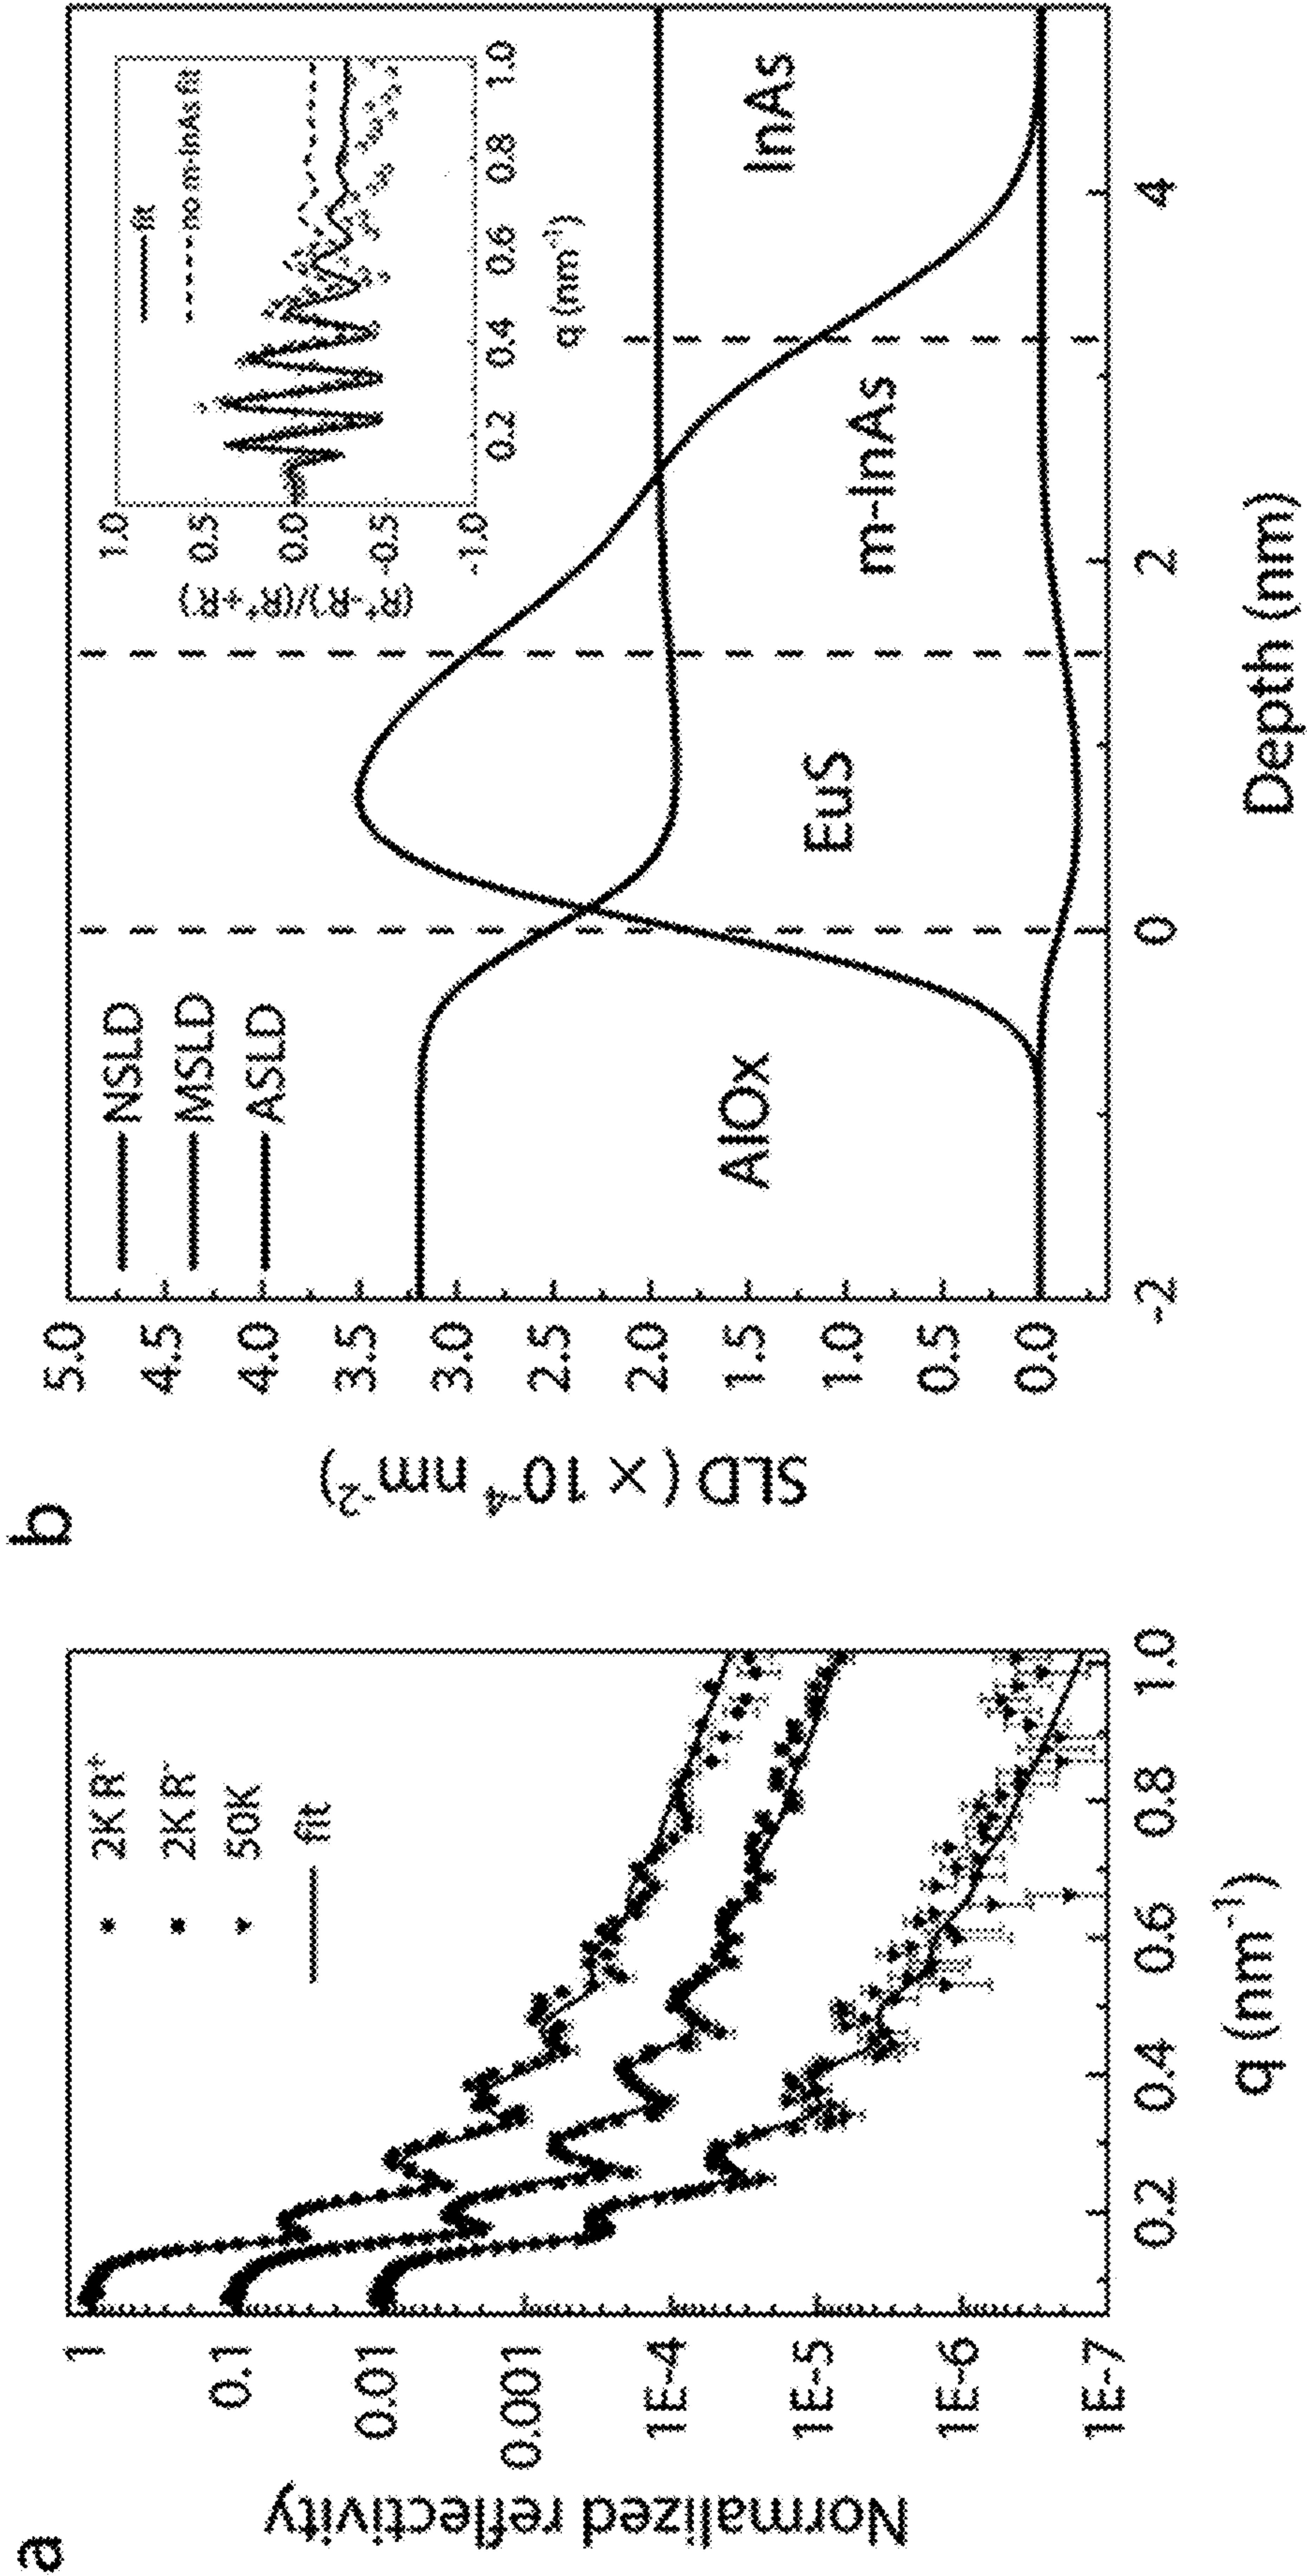 a
Normalized reflectivity
1
0.1
0.01
0.001
1E-4
1E-5
1E-6
1E-7
2K R⁺
2K R⁻
50K
fit
0.2
0.4
0.6
0.8
1.0
q (nm⁻¹)
b
SLD ( × 10⁻⁴ nm⁻²)
5.0
4.5
4.0
3.5
3.0
2.5
2.0
1.5
1.0
0.5
0.0
NSLD
MSLD
ASLD
AlOx
EuS
m-InAs
InAs
-2
0
2
4
Depth (nm)
(R⁺-R⁻)/(R⁺+R⁻)
1.0
0.5
0.0
-0.5
-1.0
fit
no m-InAs fit
0.2
0.4
0.6
0.8
1.0
q (nm⁻¹)